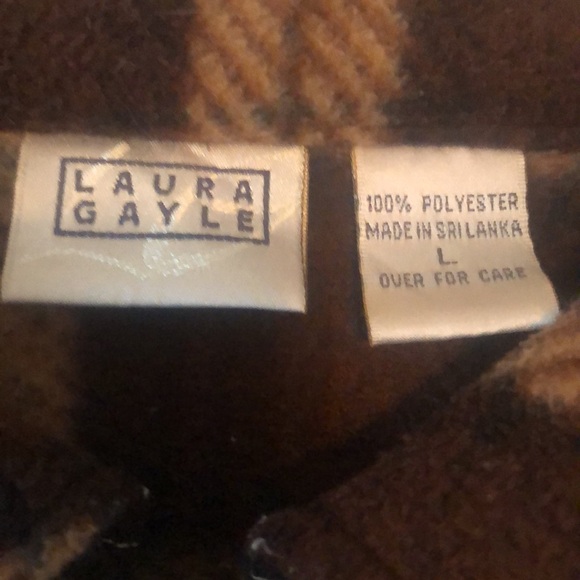 LAURA
GAYLE
100% POLYESTER
MADE IN SRI LANKA
L
OVER FOR CARE